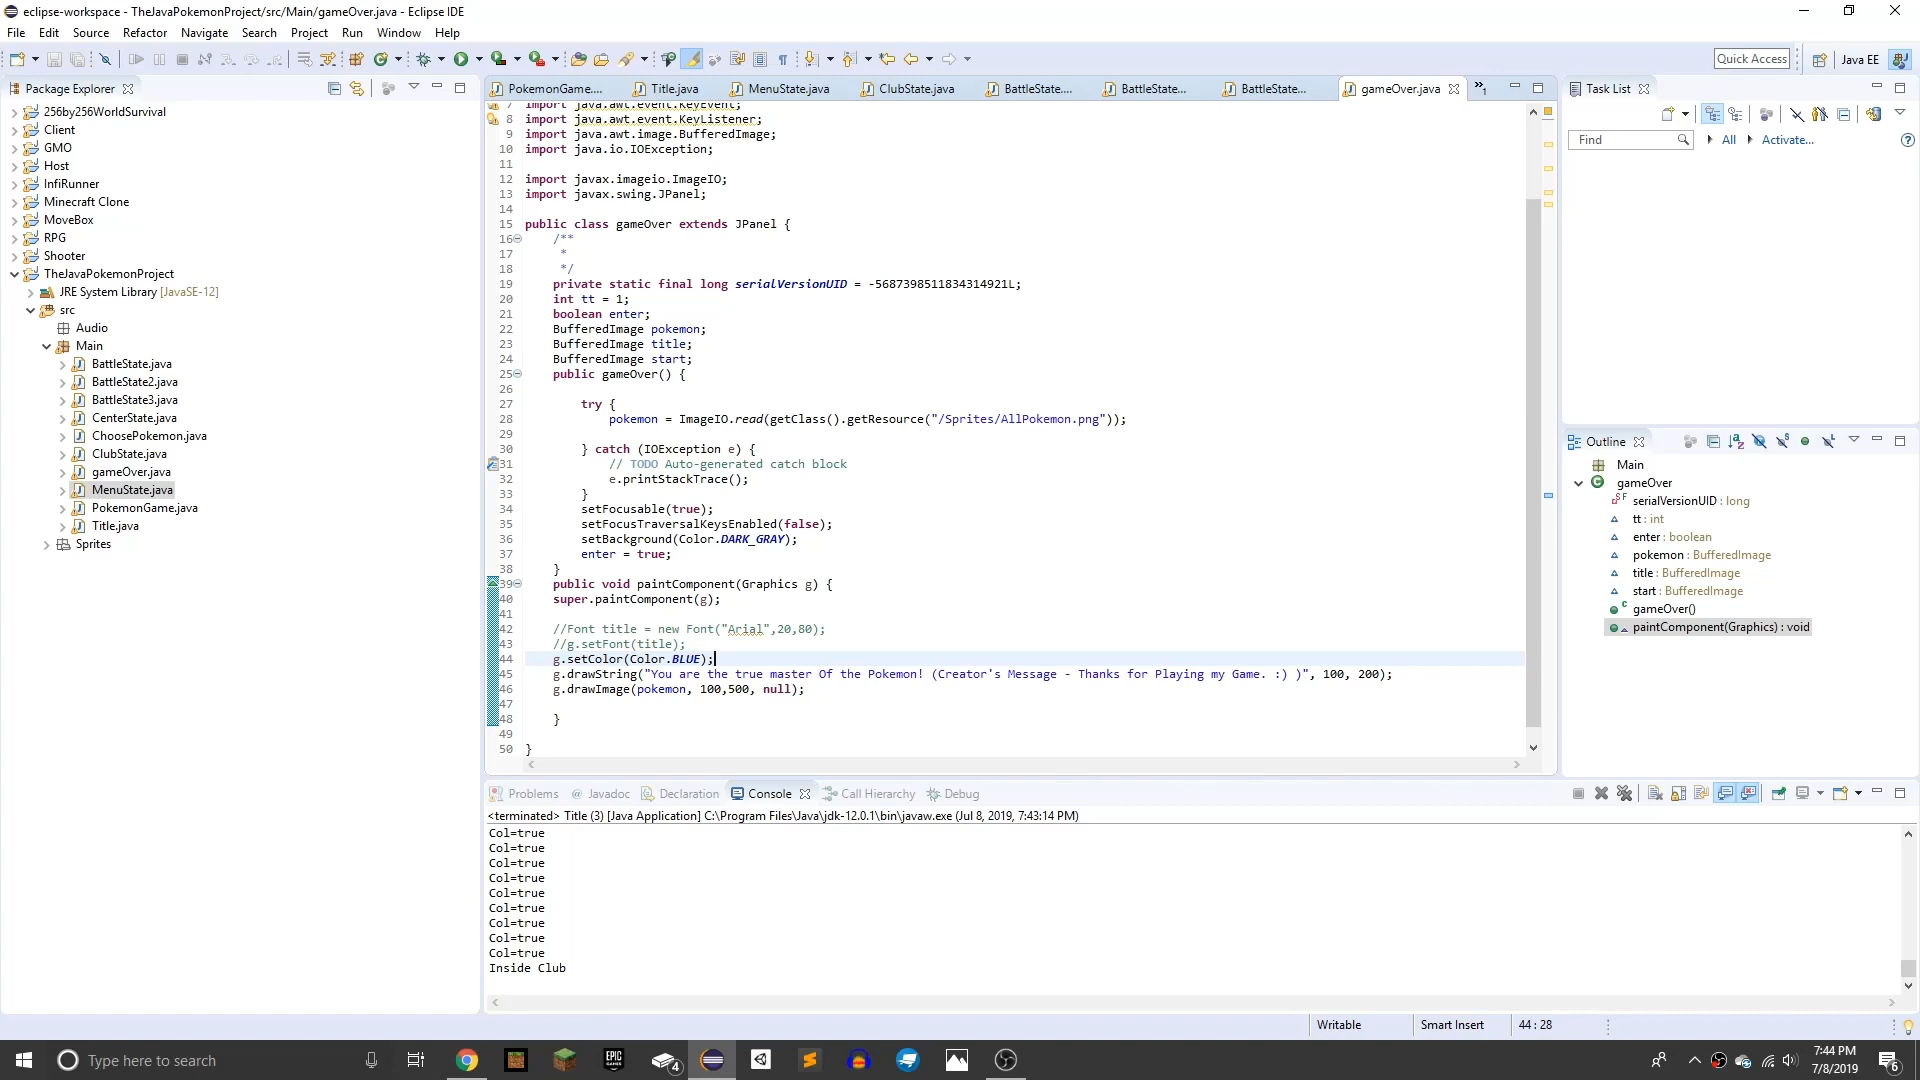 eclipse-workspace - TheJavaPokemonProject/src/Main/gameOver.java - Eclipse IDE
File Edit Source Refactor Navigate Search Project Run Window Help
Quick Access
Java EE
Package Explorer
256by256WorldSurvival
Client
GMO
Host
InfiRunner
Minecraft Clone
MoveBox
RPG
Shooter
TheJavaPokemonProject
JRE System Library [JavaSE-12]
src
Audio
Main
BattleState.java
BattleState2.java
BattleState3.java
CenterState.java
ChoosePokemon.java
ClubState.java
gameOver.java
MenuState.java
PokemonGame.java
Title.java
Sprites
PokemonGame.... Title.java MenuState.java ClubState.java BattleState.... BattleState... BattleState... gameOver.java »1
7 import java.awt.event.KeyEvent;
8 import java.awt.event.KeyListener;
9 import java.awt.image.BufferedImage;
10 import java.io.IOException;
11
12 import javax.imageio.ImageIO;
13 import javax.swing.JPanel;
14
15 public class gameOver extends JPanel {
16 /**
17 *
18 */
19 private static final long serialVersionUID = -5687398511834314921L;
20 int tt = 1;
21 boolean enter;
22 BufferedImage pokemon;
23 BufferedImage title;
24 BufferedImage start;
25 public gameOver() {
26
27 try {
28 pokemon = ImageIO.read(getClass().getResource("/Sprites/AllPokemon.png"));
29
30 } catch (IOException e) {
31 // TODO Auto-generated catch block
32 e.printStackTrace();
33 }
34 setFocusable(true);
35 setFocusTraversalKeysEnabled(false);
36 setBackground(Color.DARK_GRAY);
37 enter = true;
38 }
39 public void paintComponent(Graphics g) {
40 super.paintComponent(g);
41
42 //Font title = new Font("Arial",20,80);
43 //g.setFont(title);
44 g.setColor(Color.BLUE);
45 g.drawString("You are the true master Of the Pokemon! (Creator's Message - Thanks for Playing my Game. :) )", 100, 200);
46 g.drawImage(pokemon, 100,500, null);
47
48 }
49
50 }
Task List
Find All Activate...
Outline
Main
gameOver
serialVersionUID : long
tt : int
enter : boolean
pokemon : BufferedImage
title : BufferedImage
start : BufferedImage
gameOver()
paintComponent(Graphics) : void
Problems @ Javadoc Declaration Console Call Hierarchy Debug
<terminated> Title (3) [Java Application] C:\Program Files\Java\jdk-12.0.1\bin\javaw.exe (Jul 8, 2019, 7:43:14 PM)
Col=true
Col=true
Col=true
Col=true
Col=true
Col=true
Col=true
Col=true
Col=true
Inside Club
Writable Smart Insert 44 : 28
Type here to search
EPIC GAMES
4
7:44 PM
7/8/2019
6